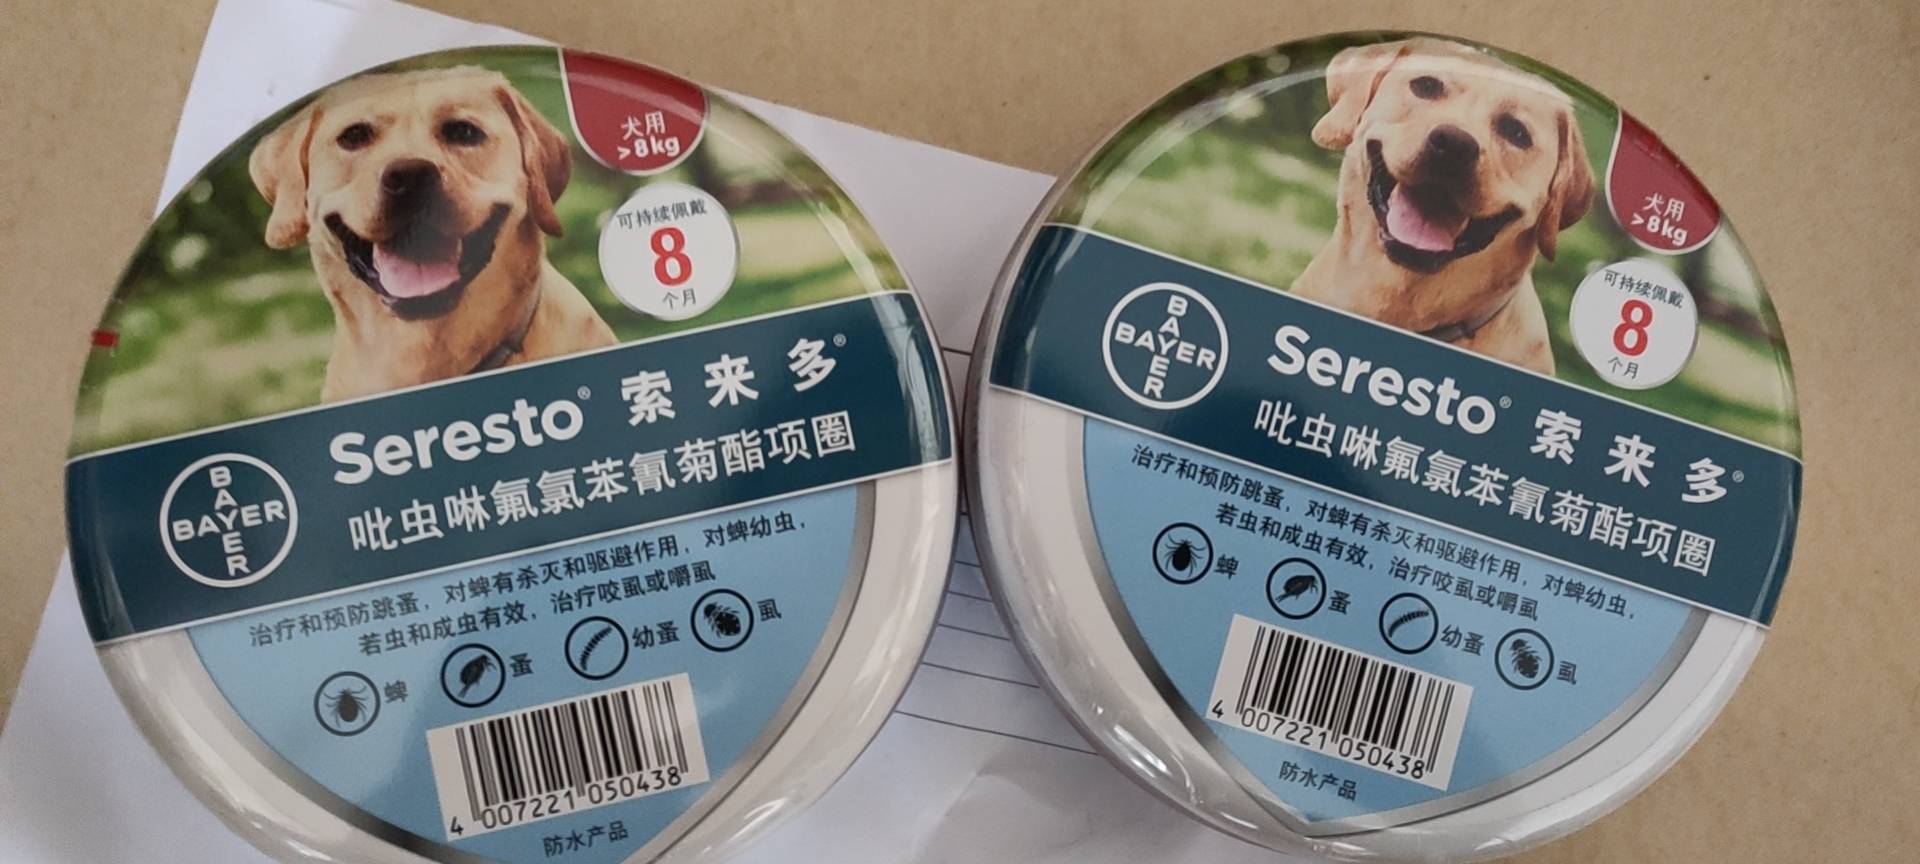 犬用
>8kg
可持续佩戴
8
个月
BAYER
BAYER
Seresto® 索来多®
吡虫啉氟氯苯氰菊酯项圈
治疗和预防跳蚤，对蜱有杀灭和驱避作用，对蜱幼虫，
若虫和成虫有效，治疗咬虱或嚼虱
蜱 蚤 幼蚤 虱
4 007221 050438
防水产品
犬用
>8kg
可持续佩戴
8
个月
BAYER
BAYER
Seresto® 索来多®
吡虫啉氟氯苯氰菊酯项圈
治疗和预防跳蚤，对蜱有杀灭和驱避作用，对蜱幼虫，
若虫和成虫有效，治疗咬虱或嚼虱
蜱 蚤 幼蚤 虱
4 007221 050438
防水产品